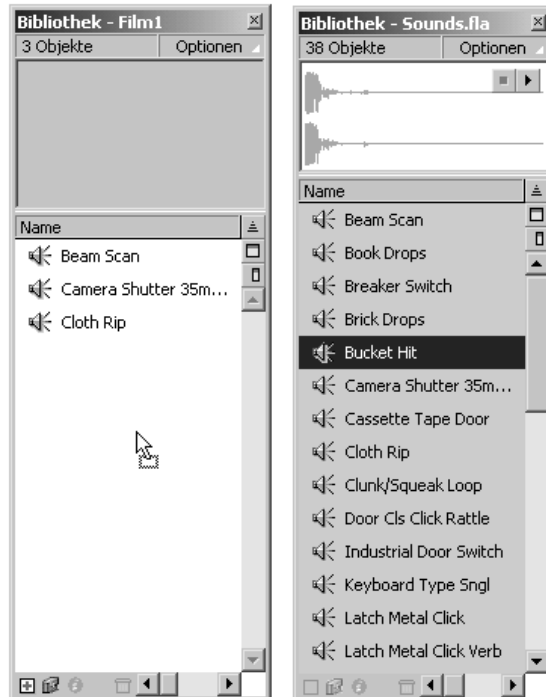 Bibliothek - Film1
3 Objekte Optionen
Name
Beam Scan
Camera Shutter 35m...
Cloth Rip
Bibliothek - Sounds.fla
38 Objekte Optionen
Name
Beam Scan
Book Drops
Breaker Switch
Brick Drops
Bucket Hit
Camera Shutter 35m...
Cassette Tape Door
Cloth Rip
Clunk/Squeak Loop
Door Cls Click Rattle
Industrial Door Switch
Keyboard Type Sngl
Latch Metal Click
Latch Metal Click Verb